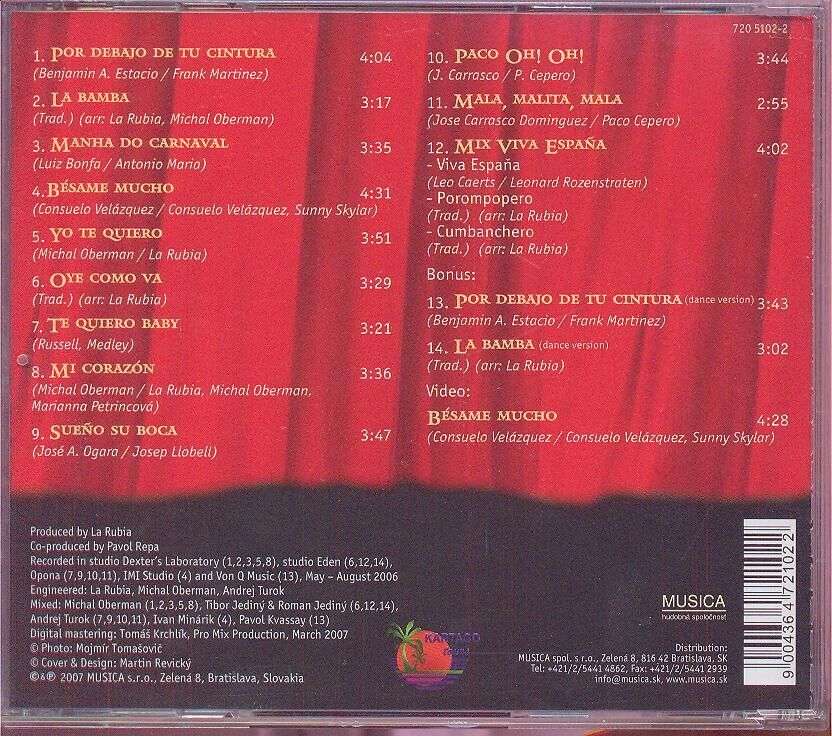 720 5102-2
1. POR DEBAJO DE TU CINTURA 4:04
(Benjamin A. Estacio / Frank Martinez)
2. LA BAMBA 3:17
(Trad.) (arr: La Rubia, Michal Oberman)
3. MANHA DO CARNAVAL 3:35
(Luiz Bonfa / Antonio Maria)
4. BÉSAME MUCHO 4:31
(Consuelo Velázquez / Consuelo Velázquez, Sunny Skylar)
5. YO TE QUIERO 3:51
(Michal Oberman / La Rubia)
6. OYE COMO VA 3:29
(Trad.) (arr: La Rubia)
7. TE QUIERO BABY 3:21
(Russell, Medley)
8. MI CORAZÓN 3:36
(Michal Oberman / La Rubia, Michal Oberman,
Marianna Petrincová)
9. SUEÑO SU BOCA 3:47
(José A. Ogara / Josep Llobell)
10. PACO OH! OH! 3:44
(J. Carrasco / P. Cepero)
11. MALA, MALITA, MALA 2:55
(Jose Carrasco Dominguez / Paco Cepero)
12. MIX VIVA ESPAÑA 4:02
- Viva España
(Leo Caerts / Leonard Rozenstraten)
- Porompopero
(Trad.) (arr: La Rubia)
- Cumbanchero
(Trad.) (arr: La Rubia)
Bonus:
13. POR DEBAJO DE TU CINTURA (dance version) 3:43
(Benjamin A. Estacio / Frank Martinez)
14. LA BAMBA (dance version) 3:02
(Trad.) (arr: La Rubia)
Video:
BÉSAME MUCHO 4:28
(Consuelo Velázquez / Consuelo Velázquez, Sunny Skylar)
Produced by La Rubia
Co-produced by Pavol Repa
Recorded in studio Dexter's Laboratory (1,2,3,5,8), studio Eden (6,12,14),
Opona (7,9,10,11), IMI Studio (4) and Von Q Music (13), May – August 2006
Engineered: La Rubia, Michal Oberman, Andrej Turok
Mixed: Michal Oberman (1,2,3,5,8), Tibor Jediný & Roman Jediný (6,12,14),
Andrej Turok (7,9,10,11), Ivan Minárik (4), Pavol Kvassay (13)
Digital mastering: Tomáš Krchlík, Pro Mix Production, March 2007
© Photo: Mojmír Tomašovič
© Cover & Design: Martin Revický
©&℗ 2007 MUSICA s.r.o., Zelená 8, Bratislava, Slovakia
KARTAGO
tours
MUSICA
hudobná spoločnosť
Distribution:
MUSICA spol. s r.o., Zelená 8, 816 42 Bratislava, SK
Tel: +421/2/5441 4862, Fax: +421/2/5441 2939
info@musica.sk, www.musica.sk
9 004364 721022